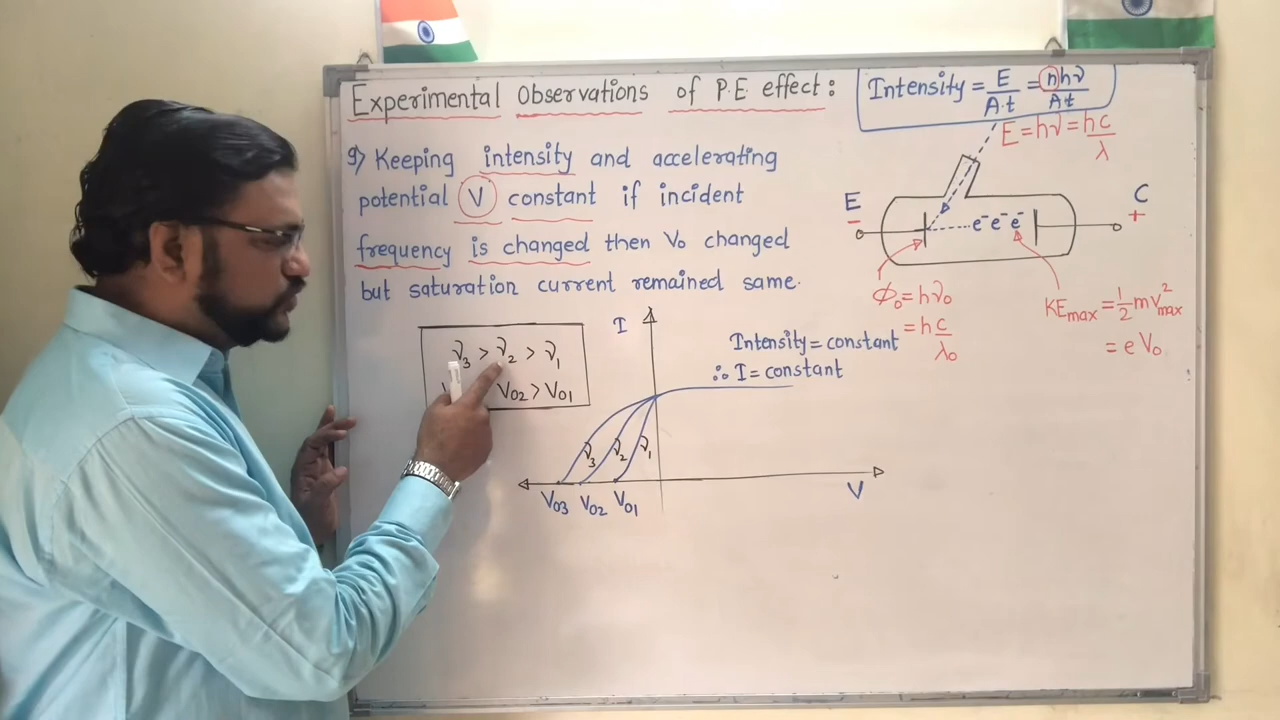 Experimental Observations of P.E. effect:
Intensity = E/A.t = nhν/At
E = hν = hc/λ
9) Keeping intensity and accelerating
potential V constant if incident
frequency is changed then V₀ changed
but saturation current remained same.
E
C
−
+
e⁻ e⁻ e⁻
Φ₀ = hν₀
= hc/λ₀
KEmax = ½mv²max
= eV₀
ν₃ > ν₂ > ν₁
V₀₂ > V₀₁
I
Intensity = constant
∴ I = constant
ν₃ ν₂ ν₁
V₀₃ V₀₂ V₀₁
V